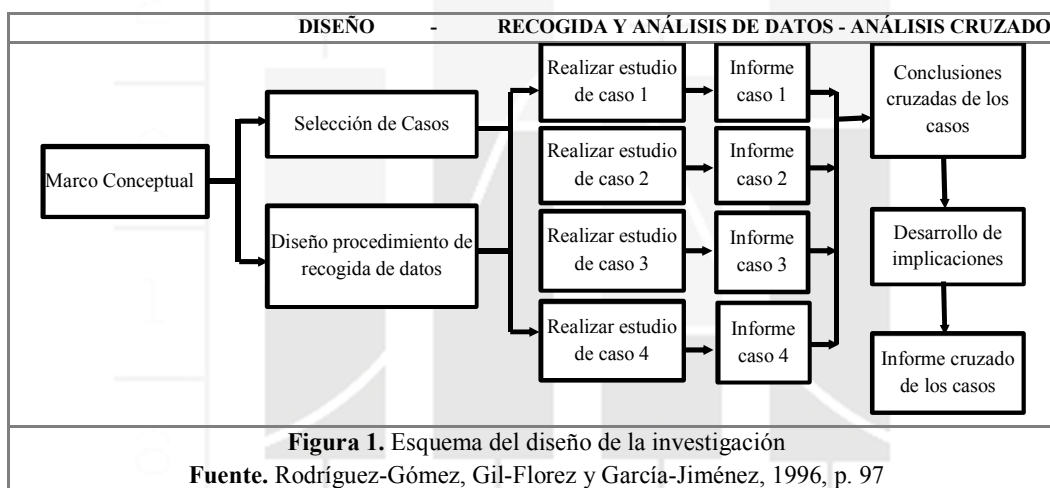 DISEÑO - RECOGIDA Y ANÁLISIS DE DATOS - ANÁLISIS CRUZADO
Marco Conceptual
Selección de Casos
Diseño procedimiento de
recogida de datos
Realizar estudio
de caso 1
Informe
caso 1
Realizar estudio
de caso 2
Informe
caso 2
Realizar estudio
de caso 3
Informe
caso 3
Realizar estudio
de caso 4
Informe
caso 4
Conclusiones
cruzadas de los
casos
Desarrollo de
implicaciones
Informe cruzado
de los casos
Figura 1. Esquema del diseño de la investigación
Fuente. Rodríguez-Gómez, Gil-Florez y García-Jiménez, 1996, p. 97